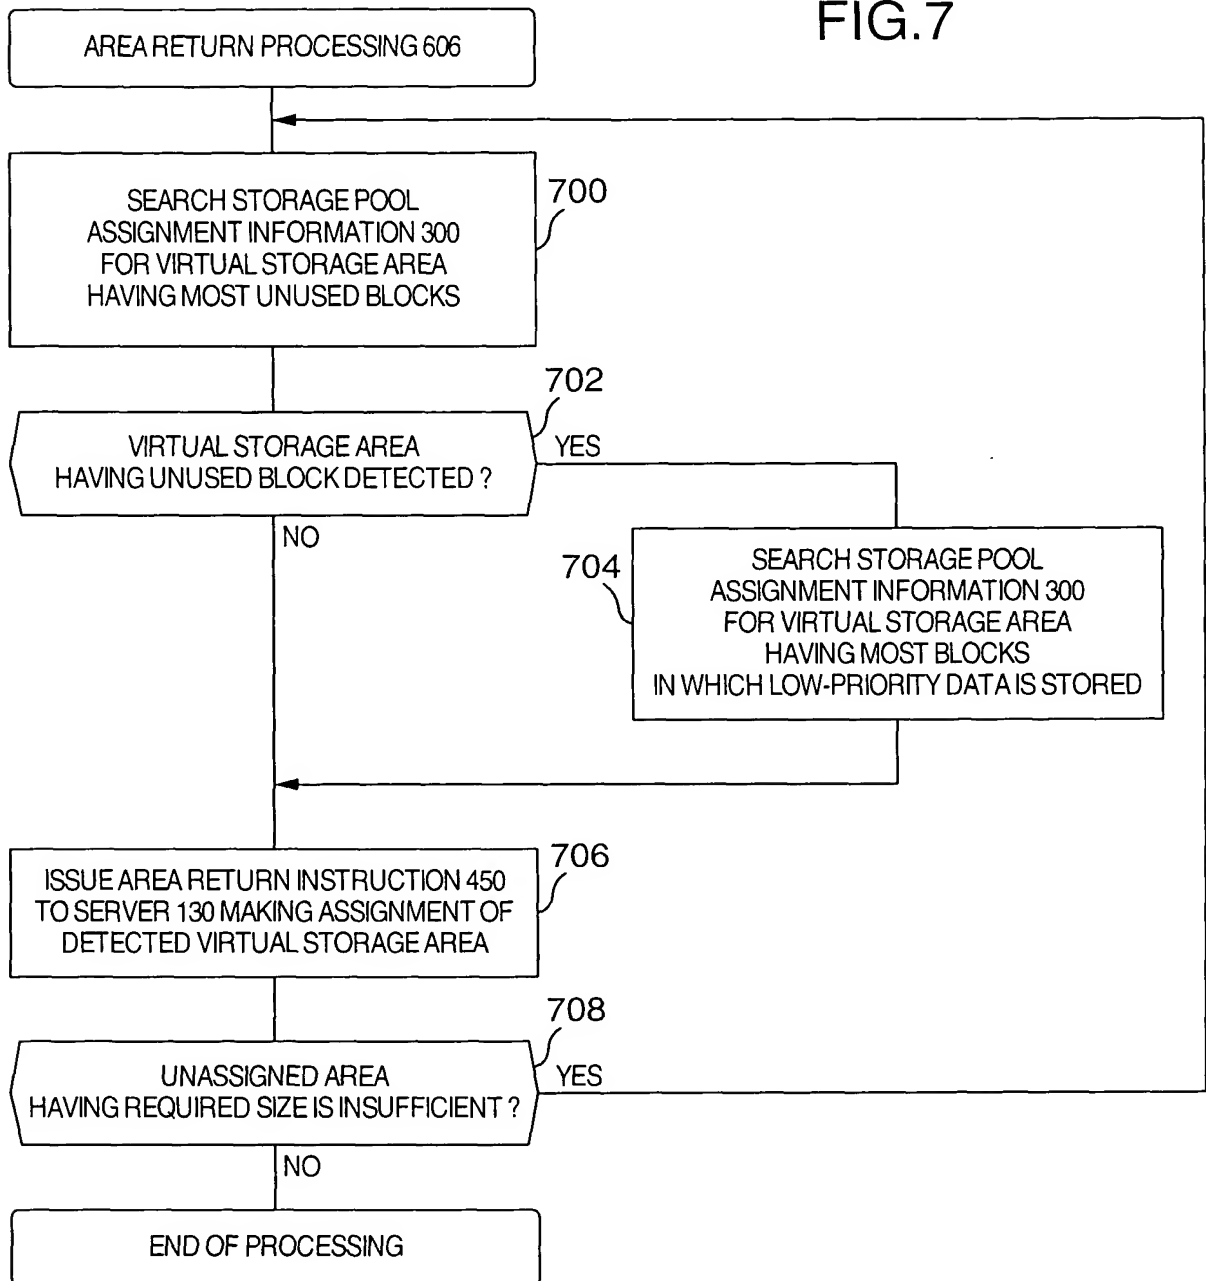 FIG.7
AREA RETURN PROCESSING 606
SEARCH STORAGE POOL
ASSIGNMENT INFORMATION 300
FOR VIRTUAL STORAGE AREA
HAVING MOST UNUSED BLOCKS
700
VIRTUAL STORAGE AREA
HAVING UNUSED BLOCK DETECTED ?
702
YES
NO
704
SEARCH STORAGE POOL
ASSIGNMENT INFORMATION 300
FOR VIRTUAL STORAGE AREA
HAVING MOST BLOCKS
IN WHICH LOW-PRIORITY DATA IS STORED
ISSUE AREA RETURN INSTRUCTION 450
TO SERVER 130 MAKING ASSIGNMENT OF
DETECTED VIRTUAL STORAGE AREA
706
UNASSIGNED AREA
HAVING REQUIRED SIZE IS INSUFFICIENT ?
708
YES
NO
END OF PROCESSING